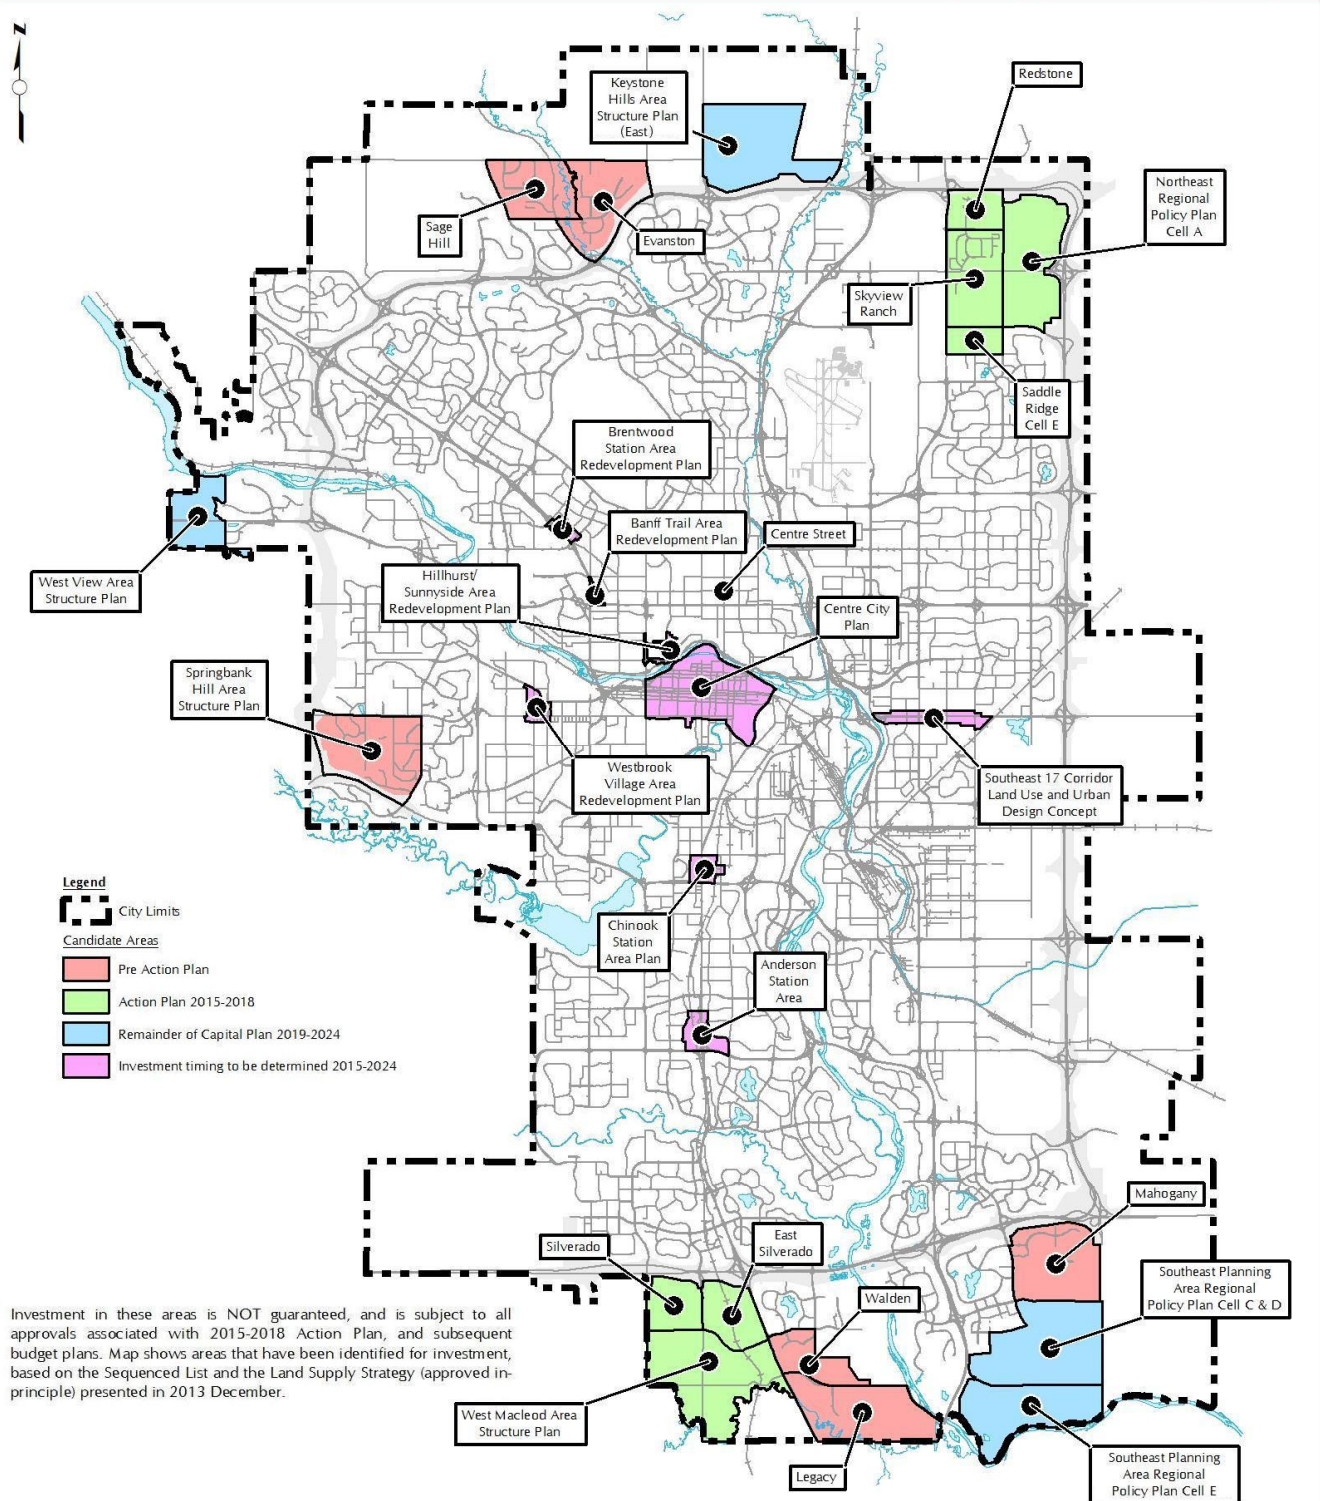 Z
Keystone
Hills Area
Structure Plan
(East)
Redstone
Northeast
Regional
Policy Plan
Cell A
Sage
Hill
Evanston
Skyview
Ranch
Saddle
Ridge
Cell E
Brentwood
Station Area
Redevelopment Plan
Banff Trail Area
Redevelopment Plan
Centre Street
West View Area
Structure Plan
Hillhurst/
Sunnyside Area
Redevelopment Plan
Centre City
Plan
Springbank
Hill Area
Structure Plan
Westbrook
Village Area
Redevelopment Plan
Southeast 17 Corridor
Land Use and Urban
Design Concept
Legend
City Limits
Candidate Areas
Pre Action Plan
Action Plan 2015-2018
Remainder of Capital Plan 2019-2024
Investment timing to be determined 2015-2024
Chinook
Station
Area Plan
Anderson
Station
Area
Mahogany
Silverado
East
Silverado
Walden
Southeast Planning
Area Regional
Policy Plan Cell C & D
Investment in these areas is NOT guaranteed, and is subject to all
approvals associated with 2015-2018 Action Plan, and subsequent
budget plans. Map shows areas that have been identified for investment,
based on the Sequenced List and the Land Supply Strategy (approved in-
principle) presented in 2013 December.
West Macleod Area
Structure Plan
Legacy
Southeast Planning
Area Regional
Policy Plan Cell E